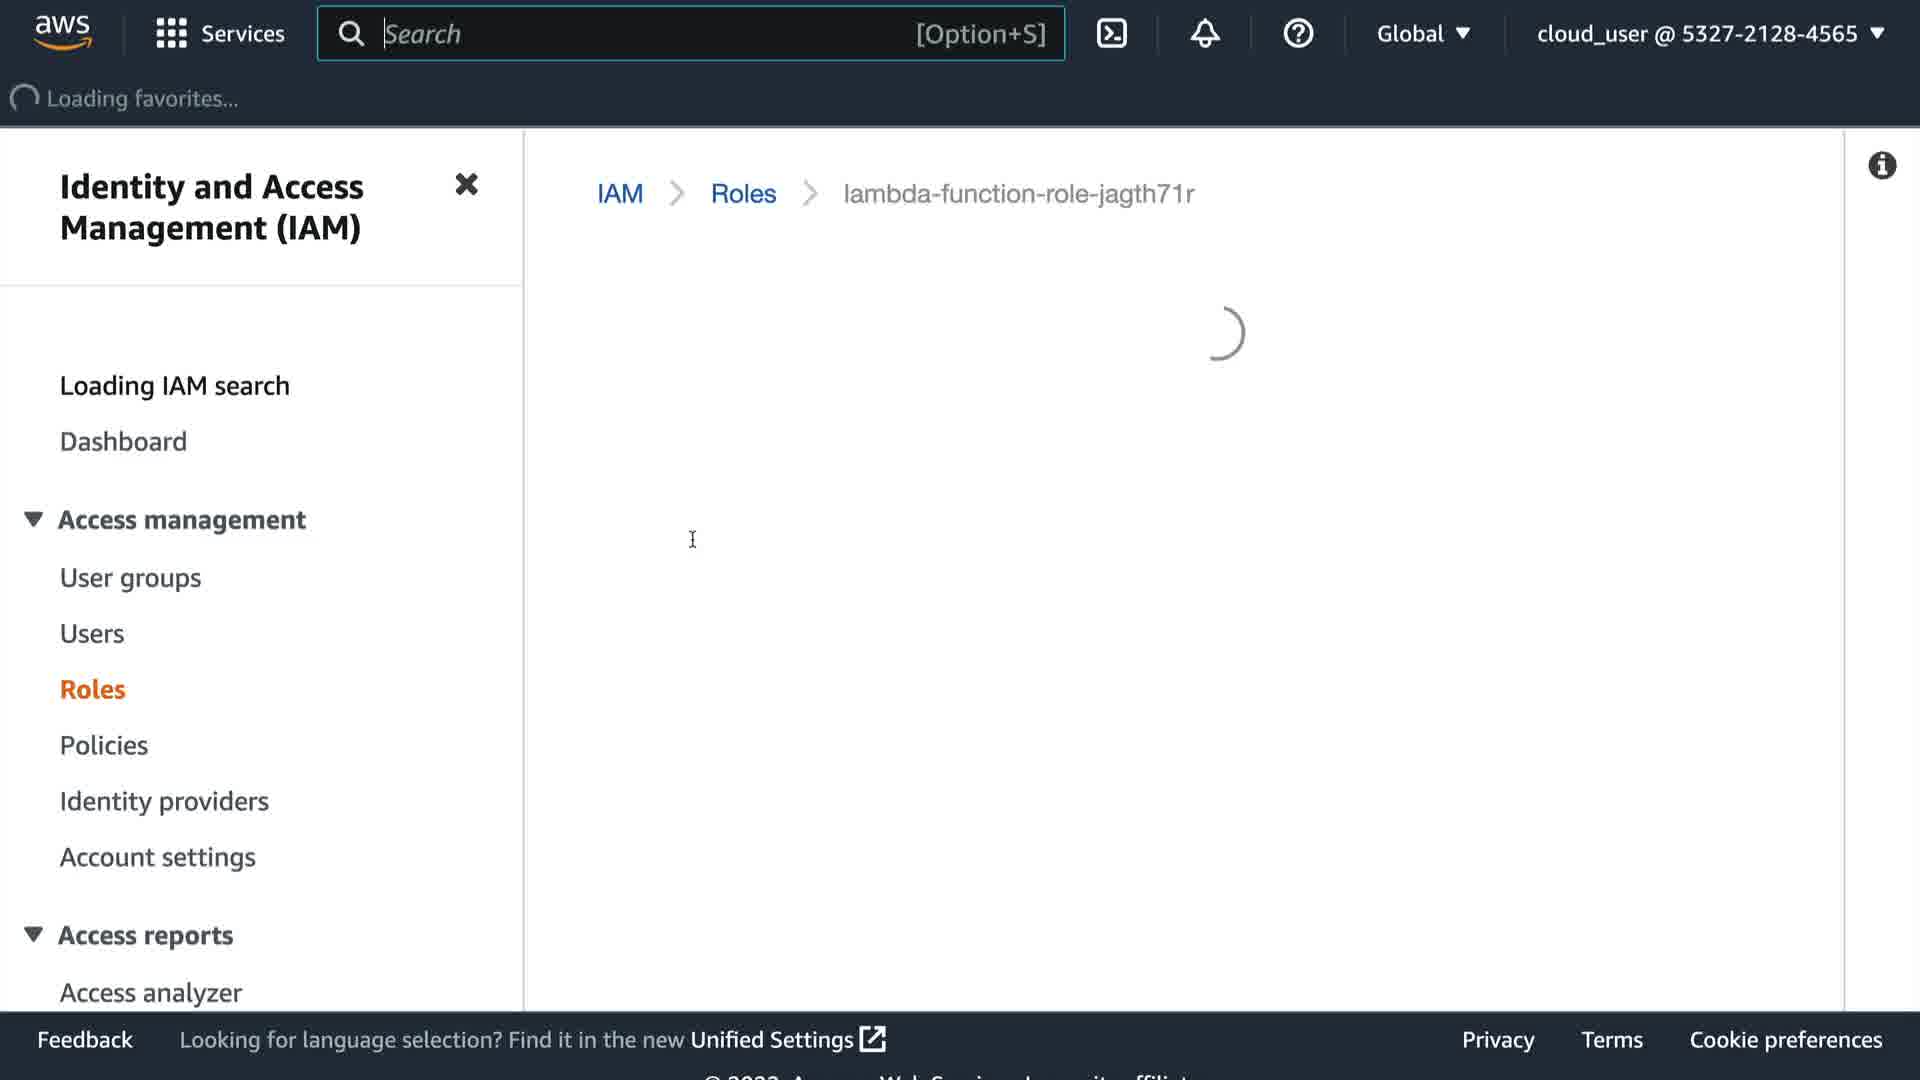 aws
Services
Search [Option+S]
Global
cloud_user @ 5327-2128-4565
Loading favorites...
Identity and Access
Management (IAM)
IAM
Roles
lambda-function-role-jagth71r
Loading IAM search
Dashboard
Access management
User groups
Users
Roles
Policies
Identity providers
Account settings
Access reports
Access analyzer
Feedback
Looking for language selection? Find it in the new Unified Settings
Privacy
Terms
Cookie preferences